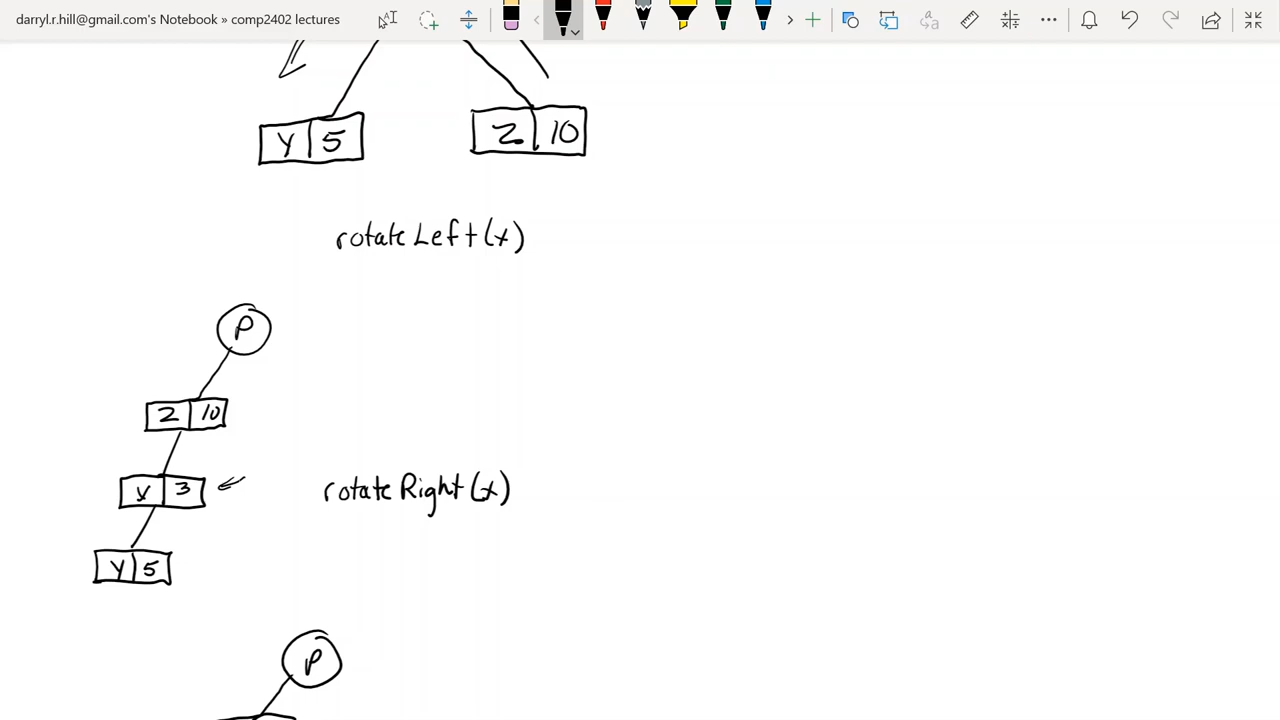 darryl.r.hill@gmail.com's Notebook » comp2402 lectures
y 5
z 10
rotateLeft(x)
P
z 10
x 3
rotateRight(x)
y 5
P